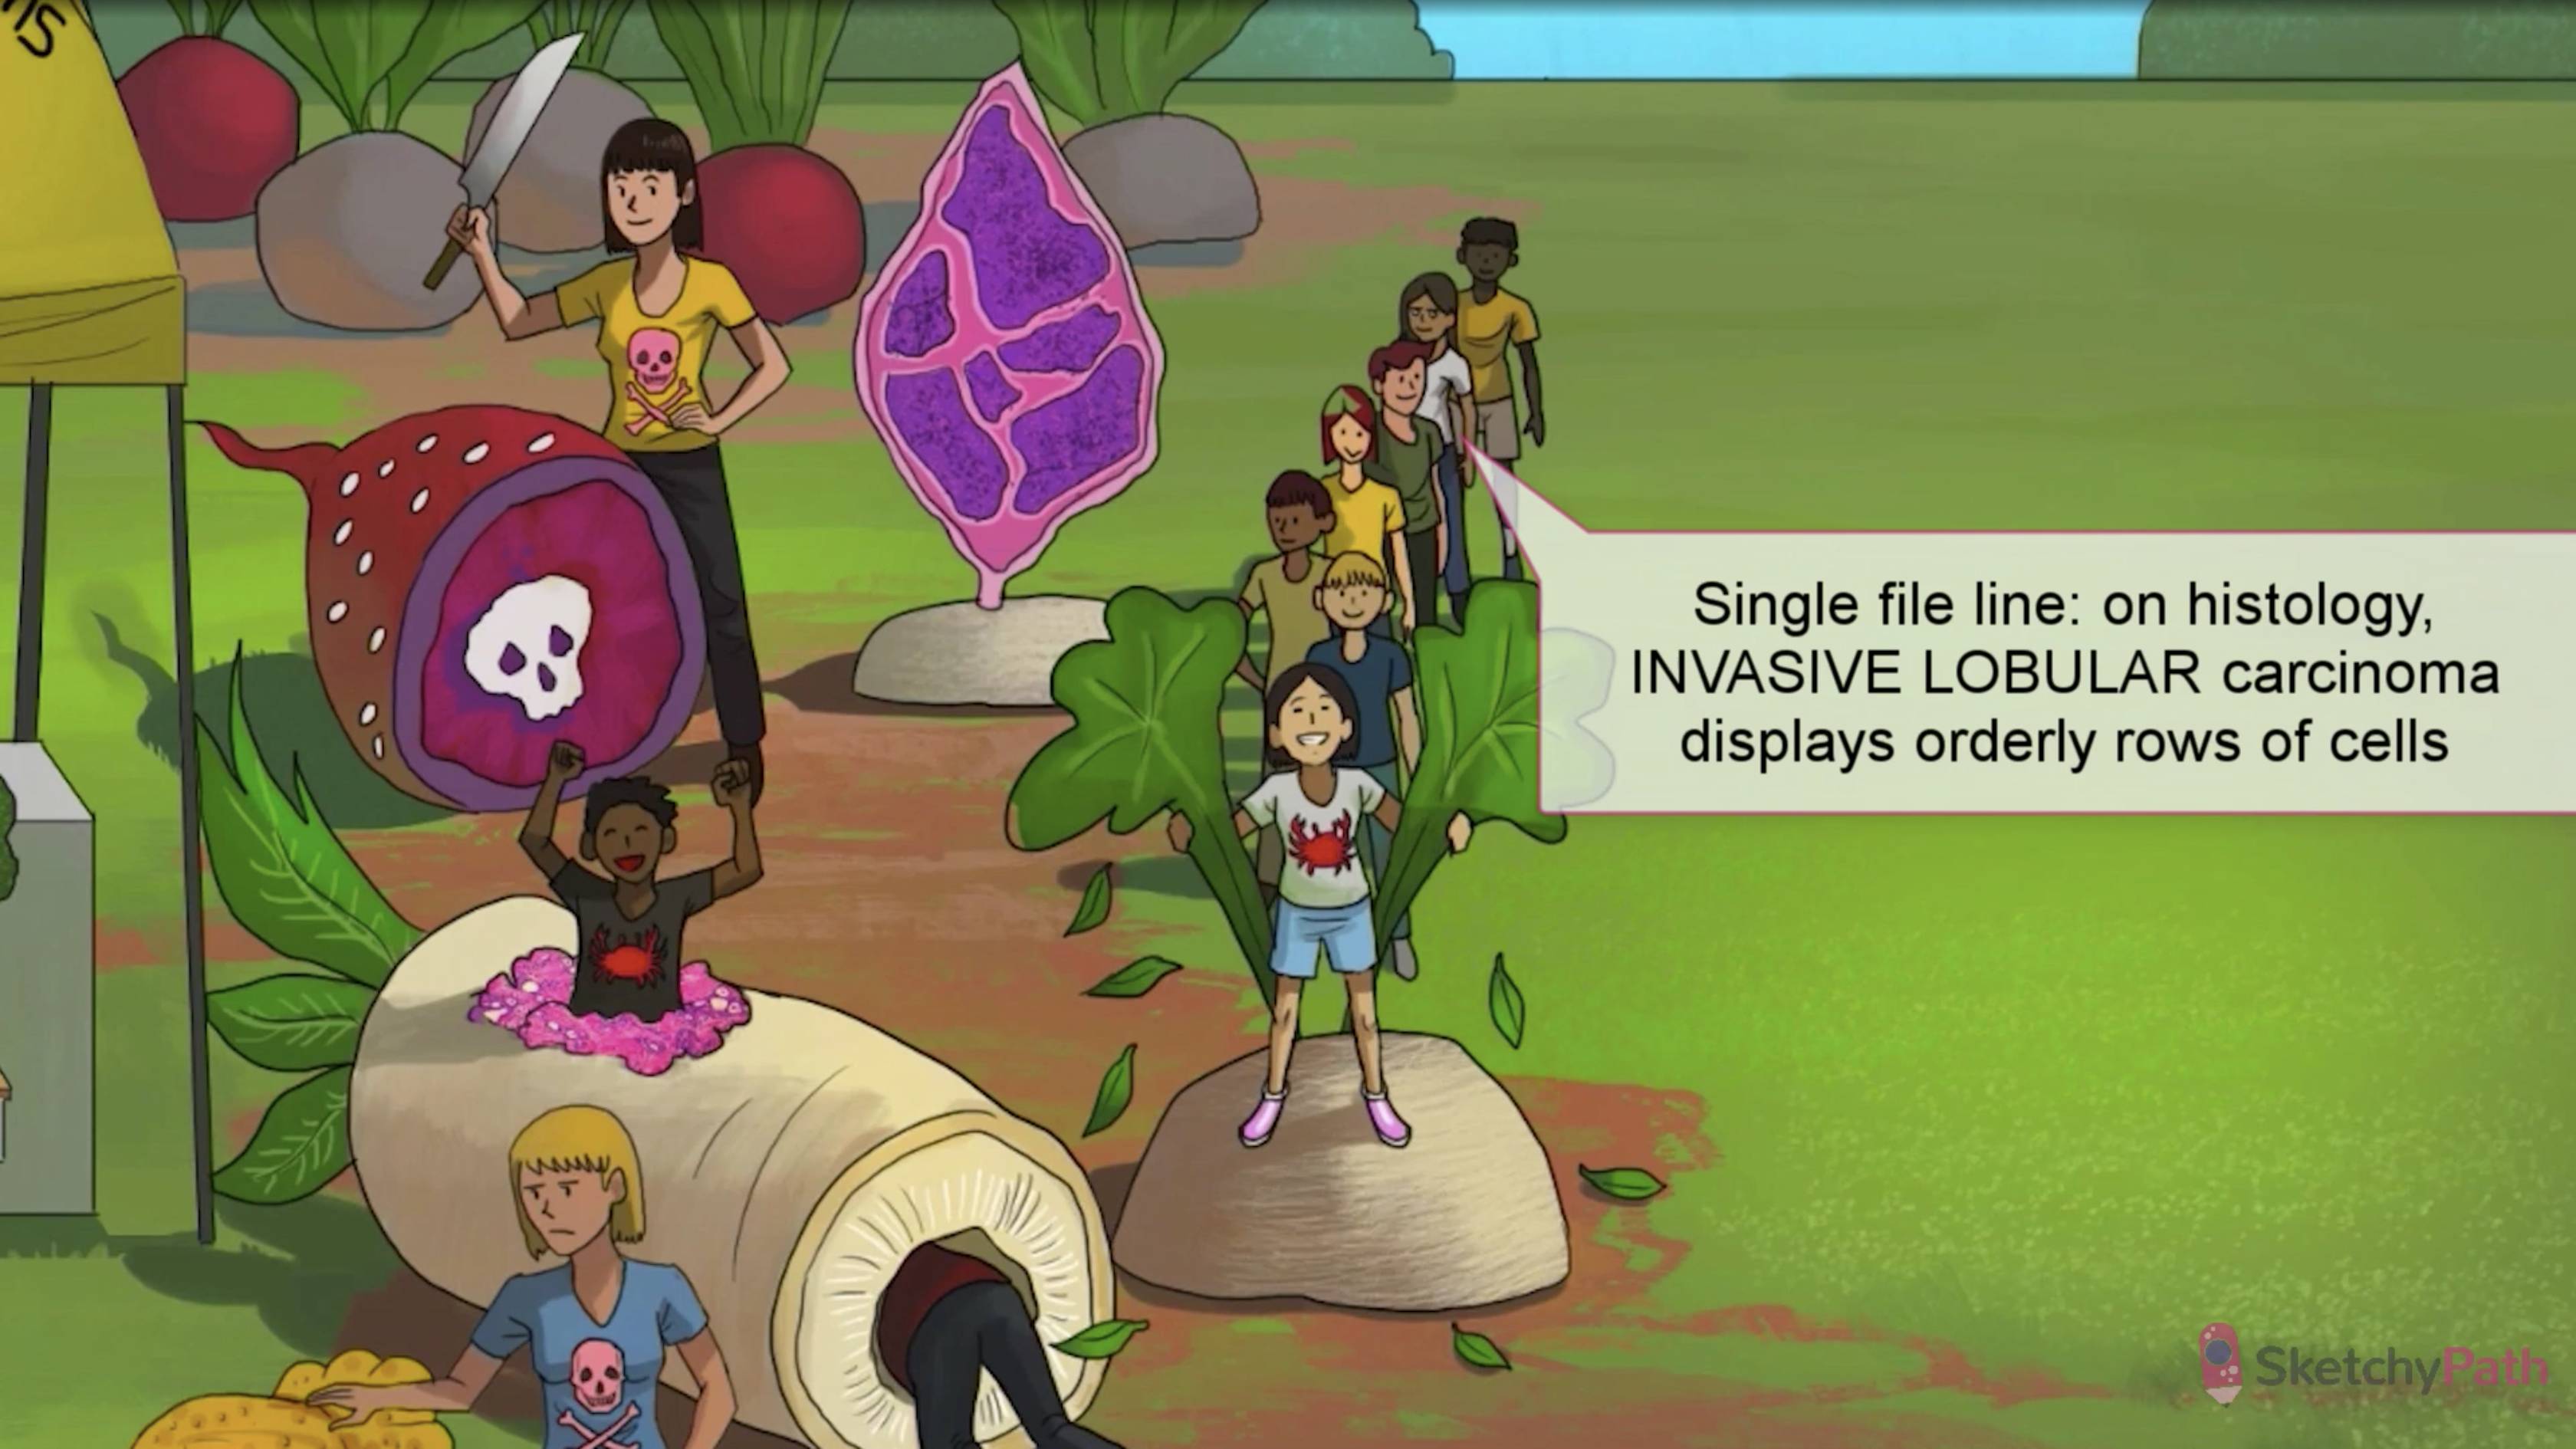 Single file line: on histology,
INVASIVE LOBULAR carcinoma
displays orderly rows of cells
SketchyPath